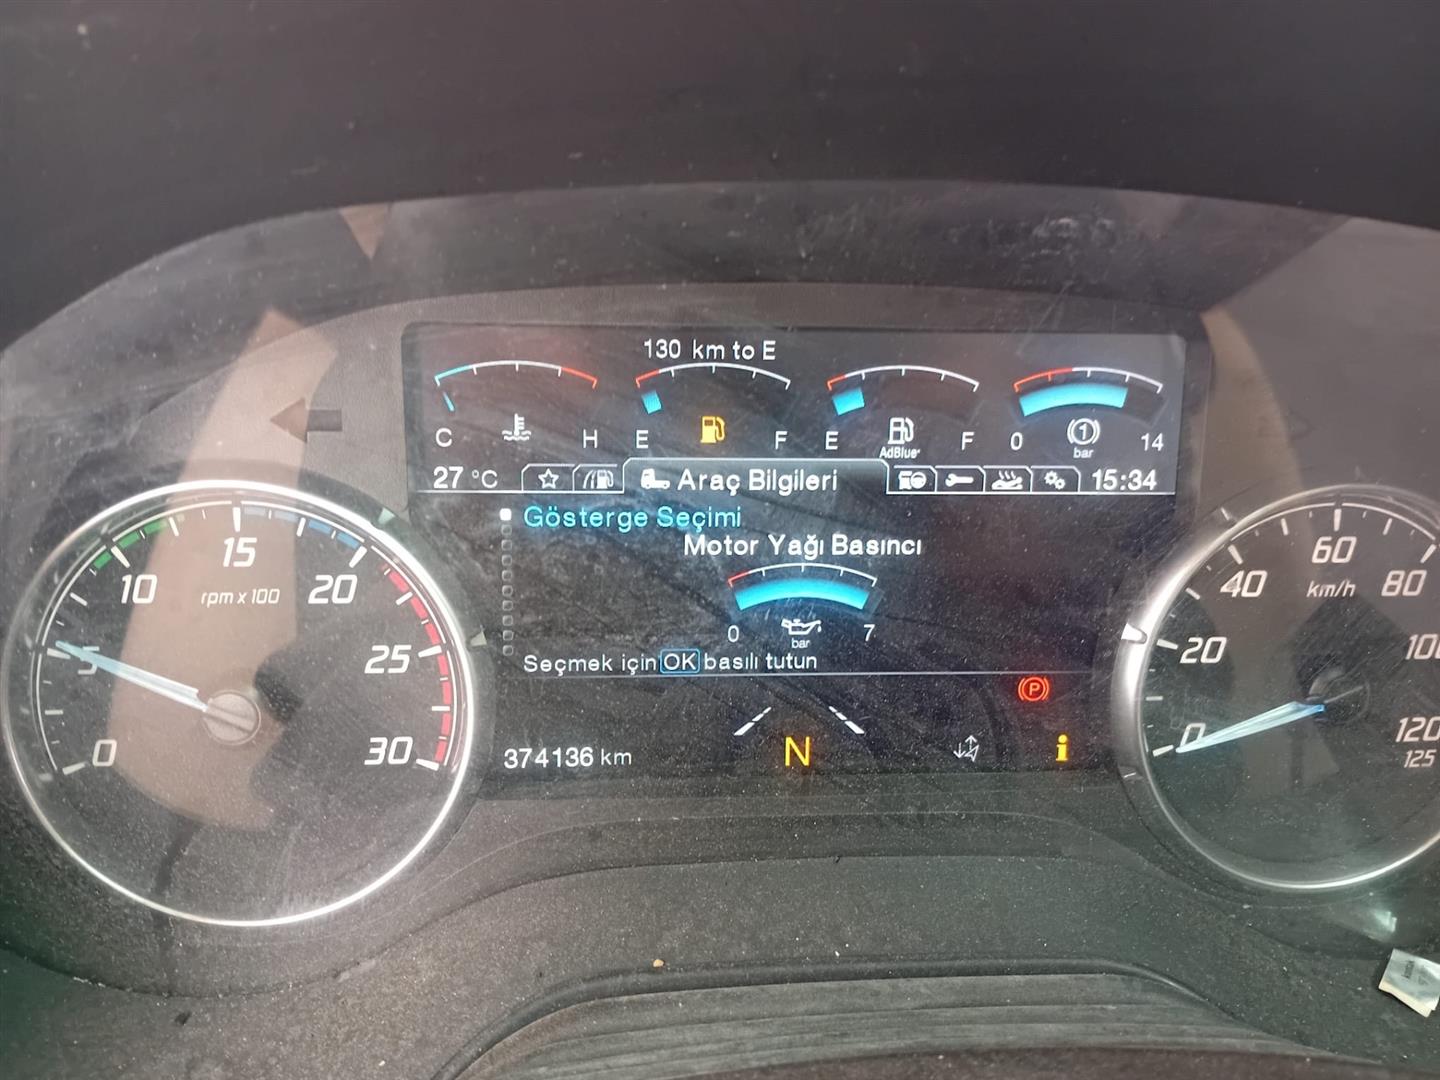 130 km to E
C H E F E AdBlue F 0 bar 14
27 °C Araç Bilgileri 15:34
Gösterge Seçimi
Motor Yağı Basıncı
0 bar 7
Seçmek için OK basılı tutun
P
374136 km N i
0 5 10 15 20 25 30
rpm x 100
0 20 40 60 80 100 120 125
km/h